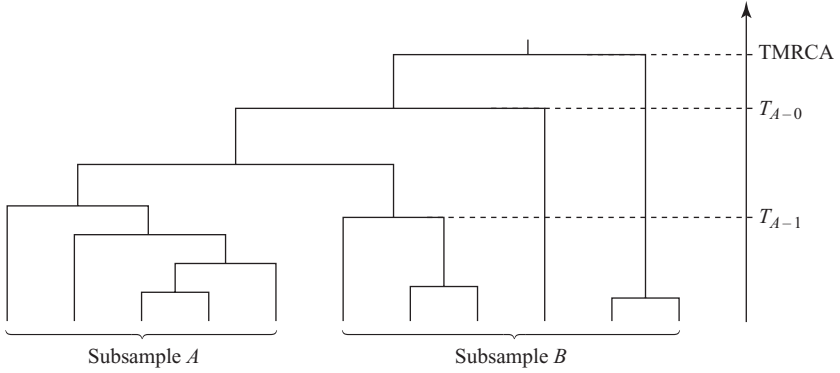 TMRCA
T_{A−0}
T_{A−1}
Subsample A
Subsample B